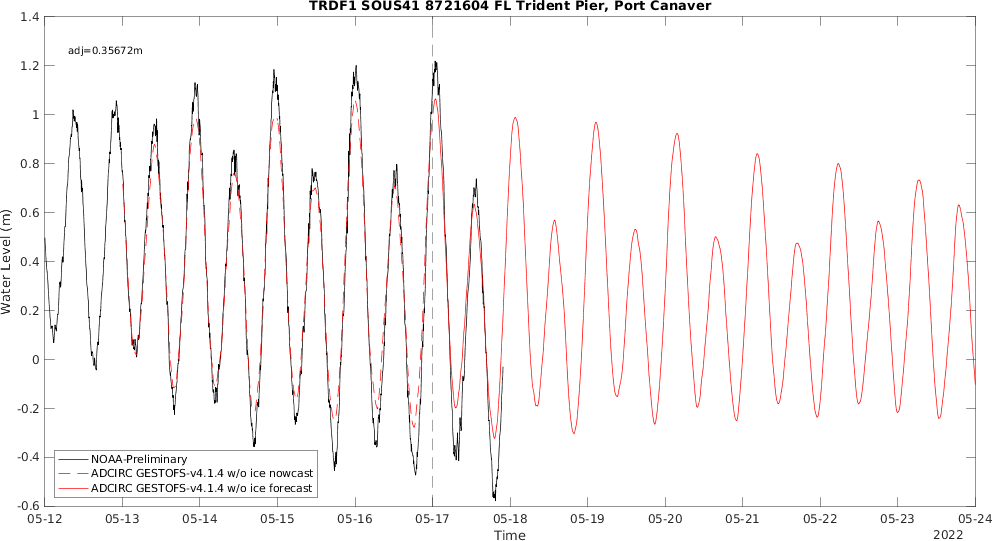 TRDF1 SOUS41 8721604 FL Trident Pier, Port Canaver
adj=0.35672m
1.4
1.2
1
0.8
0.6
0.4
0.2
0
-0.2
-0.4
-0.6
Water Level (m)
NOAA-Preliminary
ADCIRC GESTOFS-v4.1.4 w/o ice nowcast
ADCIRC GESTOFS-v4.1.4 w/o ice forecast
05-12 05-13 05-14 05-15 05-16 05-17 05-18 05-19 05-20 05-21 05-22 05-23 05-24
Time
2022